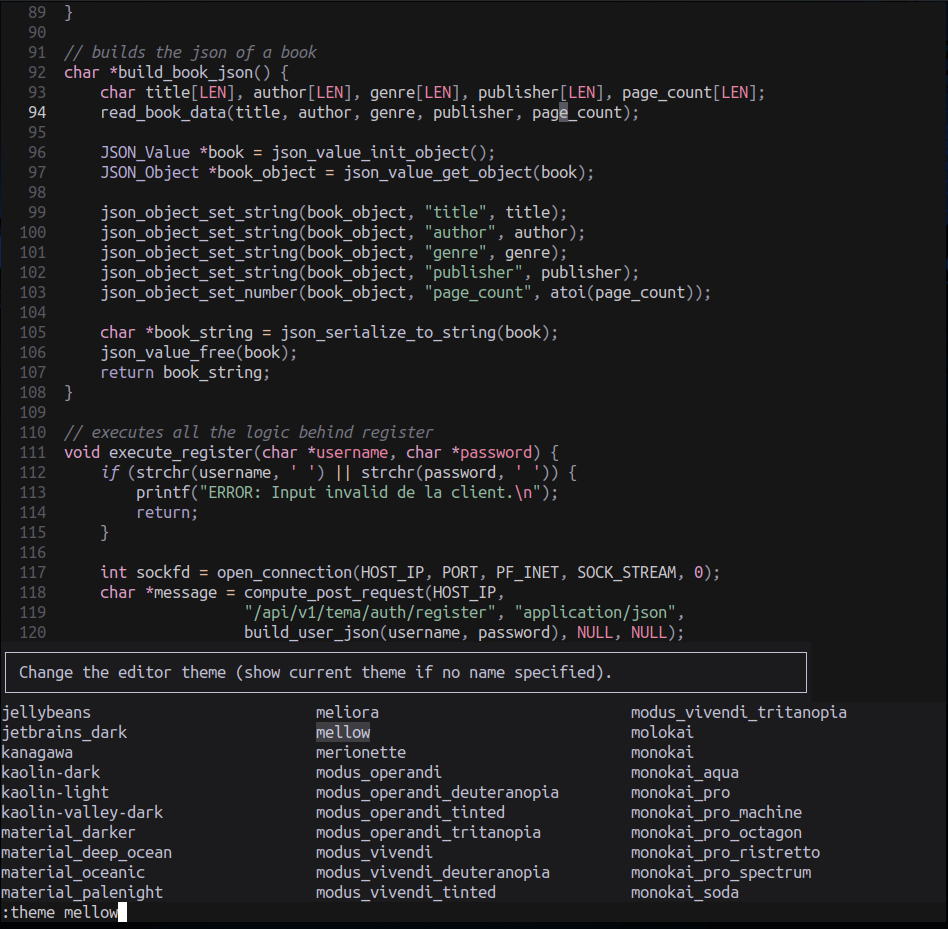 89 }
90
91 // builds the json of a book
92 char *build_book_json() {
93     char title[LEN], author[LEN], genre[LEN], publisher[LEN], page_count[LEN];
94     read_book_data(title, author, genre, publisher, page_count);
95
96     JSON_Value *book = json_value_init_object();
97     JSON_Object *book_object = json_value_get_object(book);
98
99     json_object_set_string(book_object, "title", title);
100     json_object_set_string(book_object, "author", author);
101     json_object_set_string(book_object, "genre", genre);
102     json_object_set_string(book_object, "publisher", publisher);
103     json_object_set_number(book_object, "page_count", atoi(page_count));
104
105     char *book_string = json_serialize_to_string(book);
106     json_value_free(book);
107     return book_string;
108 }
109
110 // executes all the logic behind register
111 void execute_register(char *username, char *password) {
112     if (strchr(username, ' ') || strchr(password, ' ')) {
113         printf("ERROR: Input invalid de la client.\n");
114         return;
115     }
116
117     int sockfd = open_connection(HOST_IP, PORT, PF_INET, SOCK_STREAM, 0);
118     char *message = compute_post_request(HOST_IP,
119                     "/api/v1/tema/auth/register", "application/json",
120                     build_user_json(username, password), NULL, NULL);
Change the editor theme (show current theme if no name specified).
jellybeans meliora modus_vivendi_tritanopia
jetbrains_dark mellow molokai
kanagawa merionette monokai
kaolin-dark modus_operandi monokai_aqua
kaolin-light modus_operandi_deuteranopia monokai_pro
kaolin-valley-dark modus_operandi_tinted monokai_pro_machine
material_darker modus_operandi_tritanopia monokai_pro_octagon
material_deep_ocean modus_vivendi monokai_pro_ristretto
material_oceanic modus_vivendi_deuteranopia monokai_pro_spectrum
material_palenight modus_vivendi_tinted monokai_soda
:theme mellow